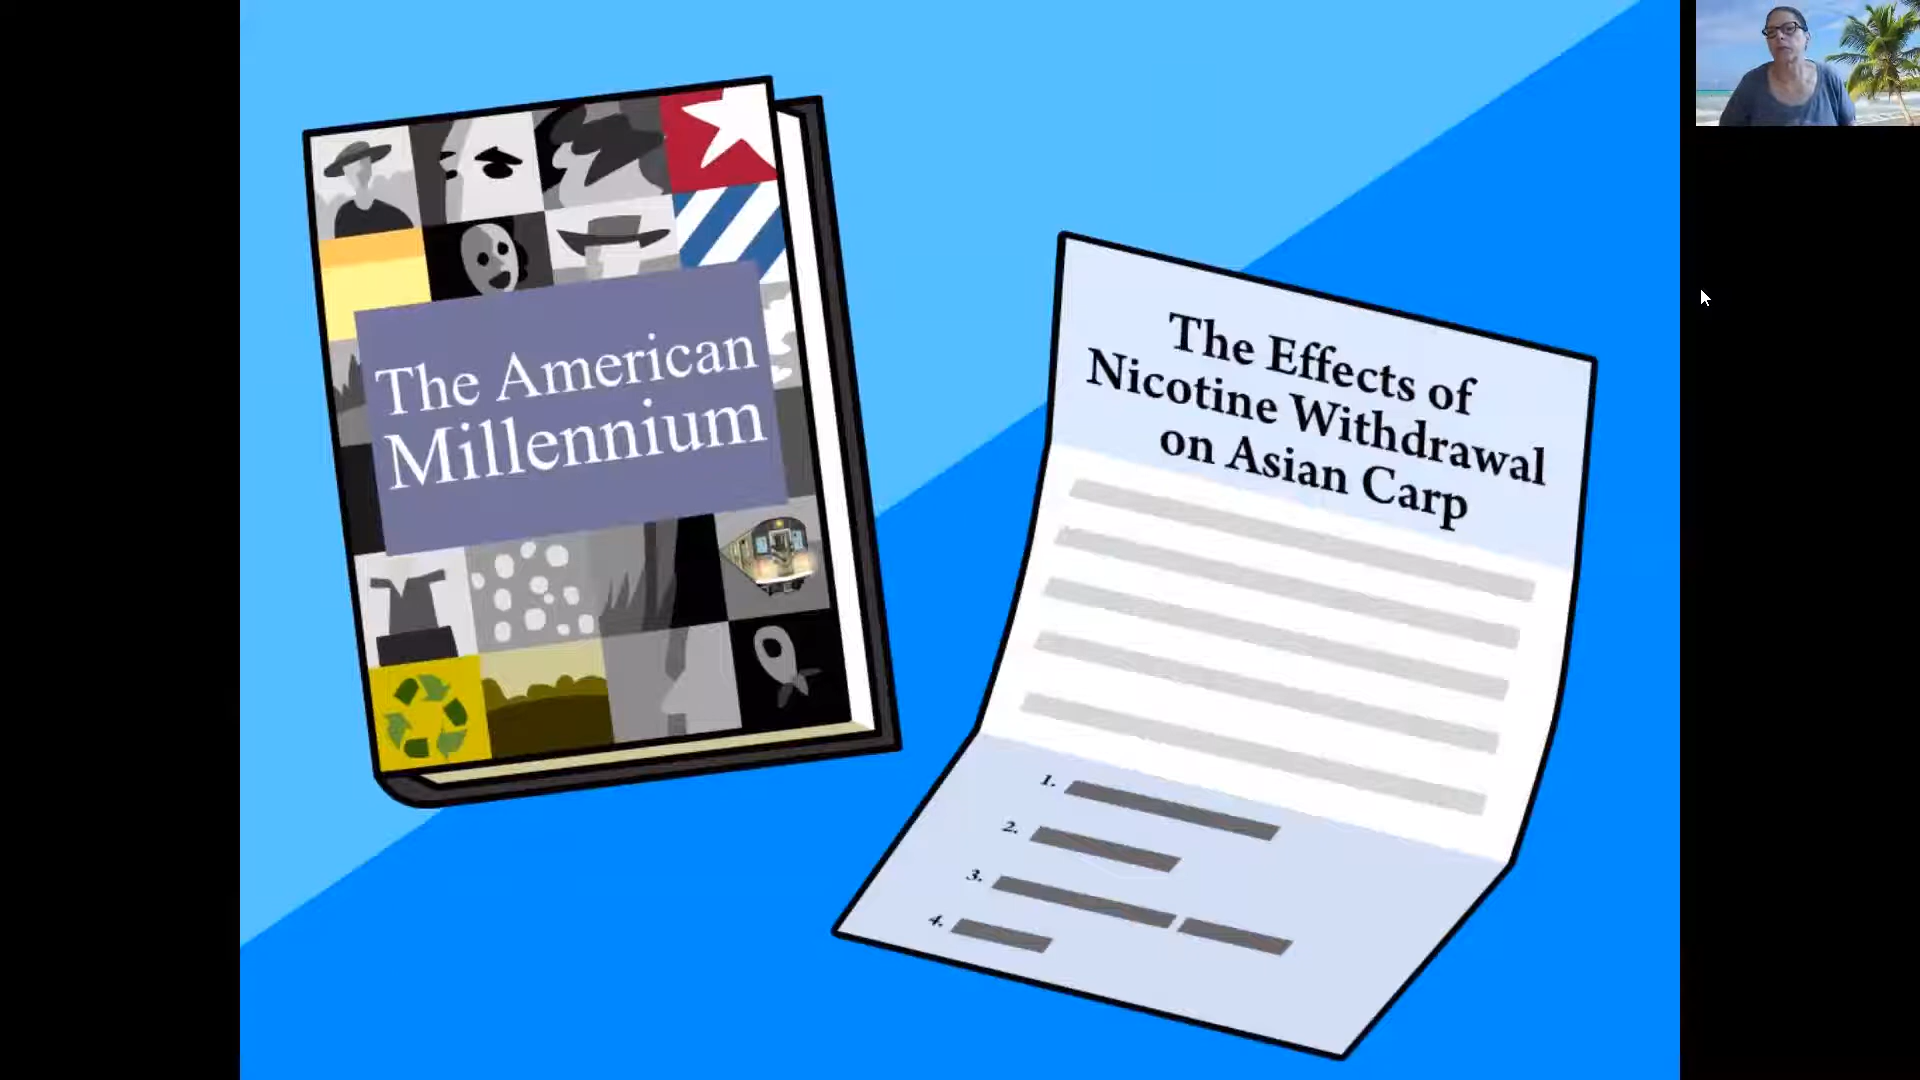 The American
Millennium
The Effects of
Nicotine Withdrawal
on Asian Carp
1.
2.
3.
4.